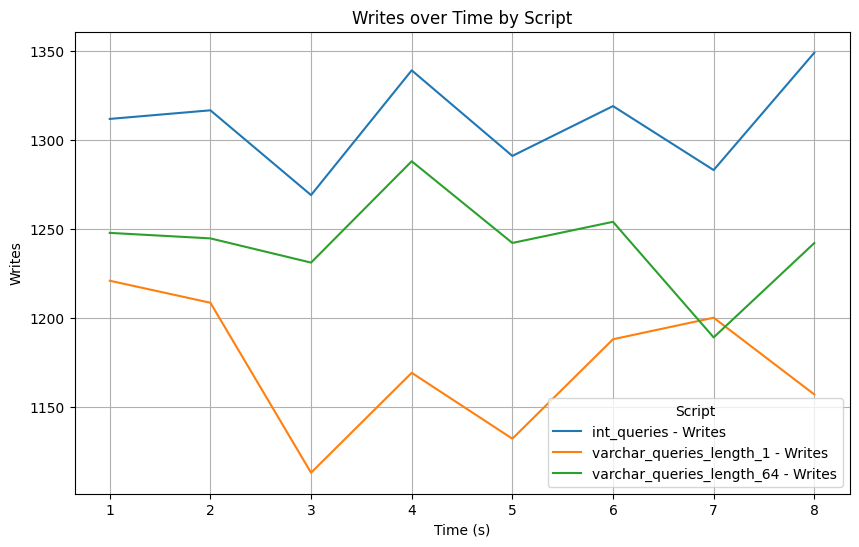 Writes over Time by Script
Writes
1350
1300
1250
1200
1150
Script
int_queries - Writes
varchar_queries_length_1 - Writes
varchar_queries_length_64 - Writes
1 2 3 4 5 6 7 8
Time (s)